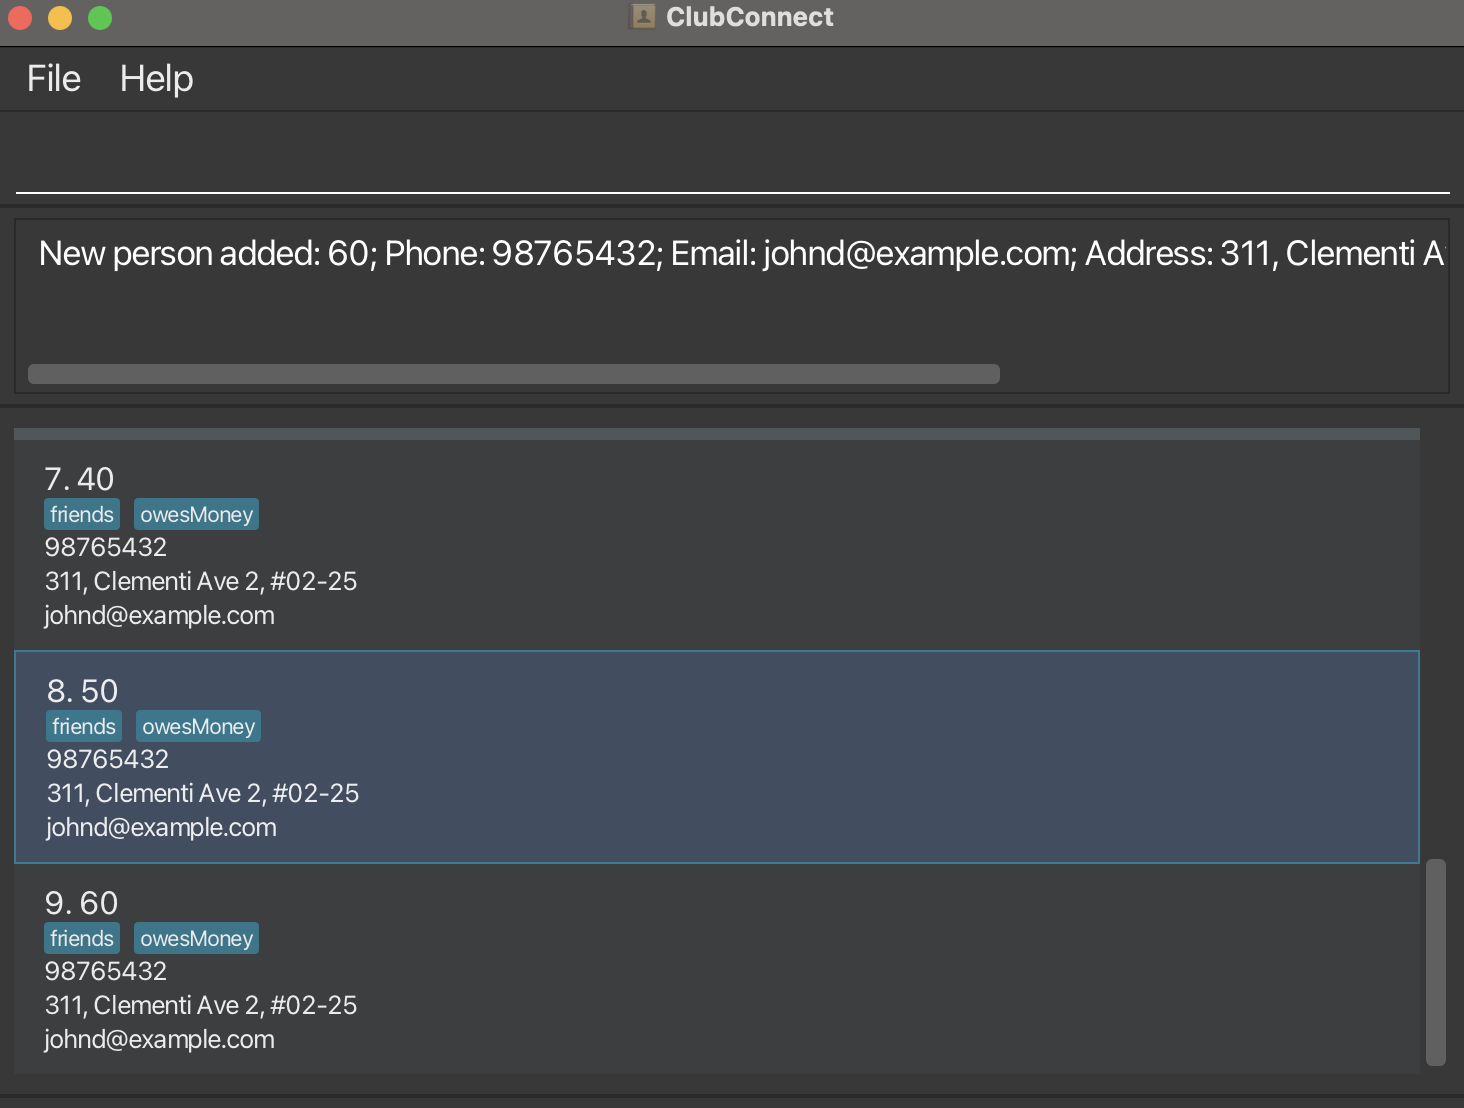 ClubConnect
File Help
New person added: 60; Phone: 98765432; Email: johnd@example.com; Address: 311, Clementi A
7. 40
friends owesMoney
98765432
311, Clementi Ave 2, #02-25
johnd@example.com
8. 50
friends owesMoney
98765432
311, Clementi Ave 2, #02-25
johnd@example.com
9. 60
friends owesMoney
98765432
311, Clementi Ave 2, #02-25
johnd@example.com